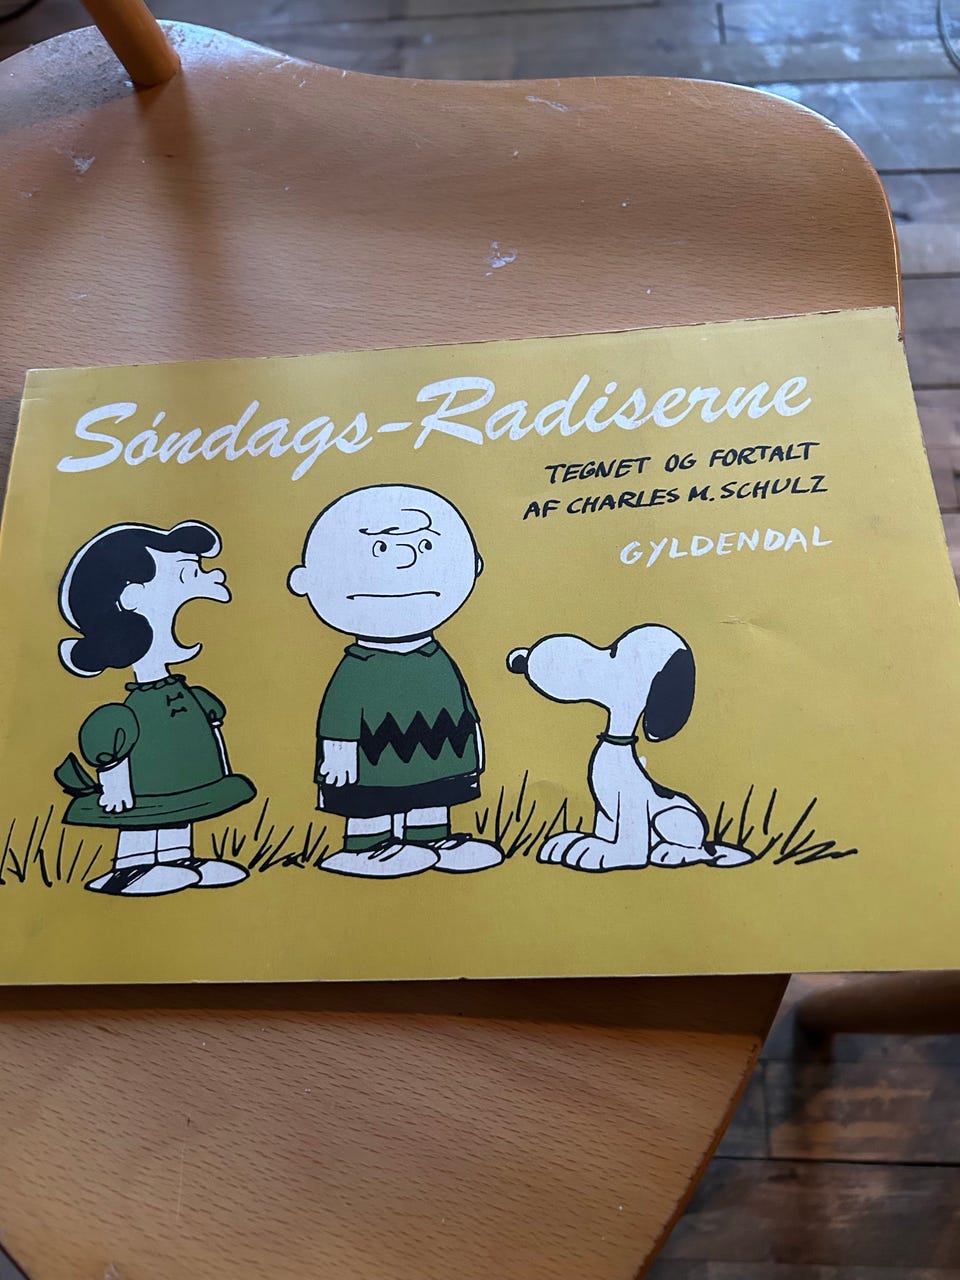 Søndags-Radiserne
TEGNET OG FORTALT
AF CHARLES M. SCHULZ
GYLDENDAL